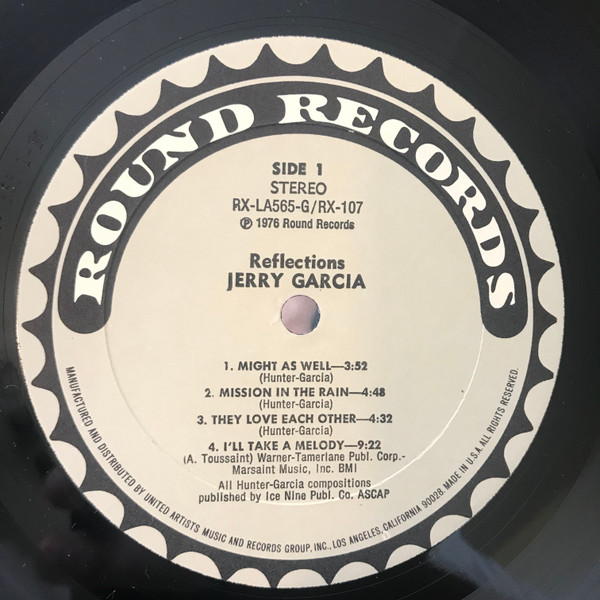 ROUND RECORDS
SIDE 1
STEREO
RX-LA565-G/RX-107
℗ 1976 Round Records
Reflections
JERRY GARCIA
1. MIGHT AS WELL—3:52
(Hunter-Garcia)
2. MISSION IN THE RAIN—4:48
(Hunter-Garcia)
3. THEY LOVE EACH OTHER—4:32
(Hunter-Garcia)
4. I'LL TAKE A MELODY—9:22
(A. Toussaint) Warner-Tamerlane Publ. Corp.-
Marsaint Music, Inc. BMI
All Hunter-Garcia compositions
published by Ice Nine Publ. Co. ASCAP
MANUFACTURED AND DISTRIBUTED BY UNITED ARTISTS MUSIC AND RECORDS GROUP, INC., LOS ANGELES, CALIFORNIA 90028. MADE IN U.S.A. ALL RIGHTS RESERVED.